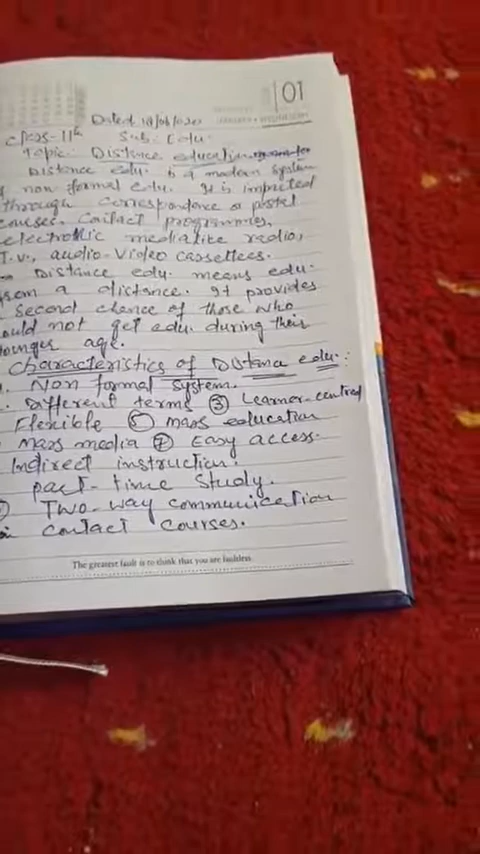 01
Dated 18/06/020
class-11th Sub: Edu.
Topic: Distance education
Distance edu. is a modern system
non formal edu. It is imparted
through correspondence or postal
courses, Contact programmes,
electronic media like radio,
T.V., audio-video cassettes.
Distance edu. means edu.
from a distance. It provides
second chance of those who
could not get edu. during their
younger age.
Characteristics of Distance edu.:
Non formal system.
Different terms ③ Learner-centred
Flexible ⑤ mass education
Mass media ⑦ Easy access.
Indirect instruction.
part-time study.
Two-way communication
contact courses.
The greatest fault is to think that you are faultless.